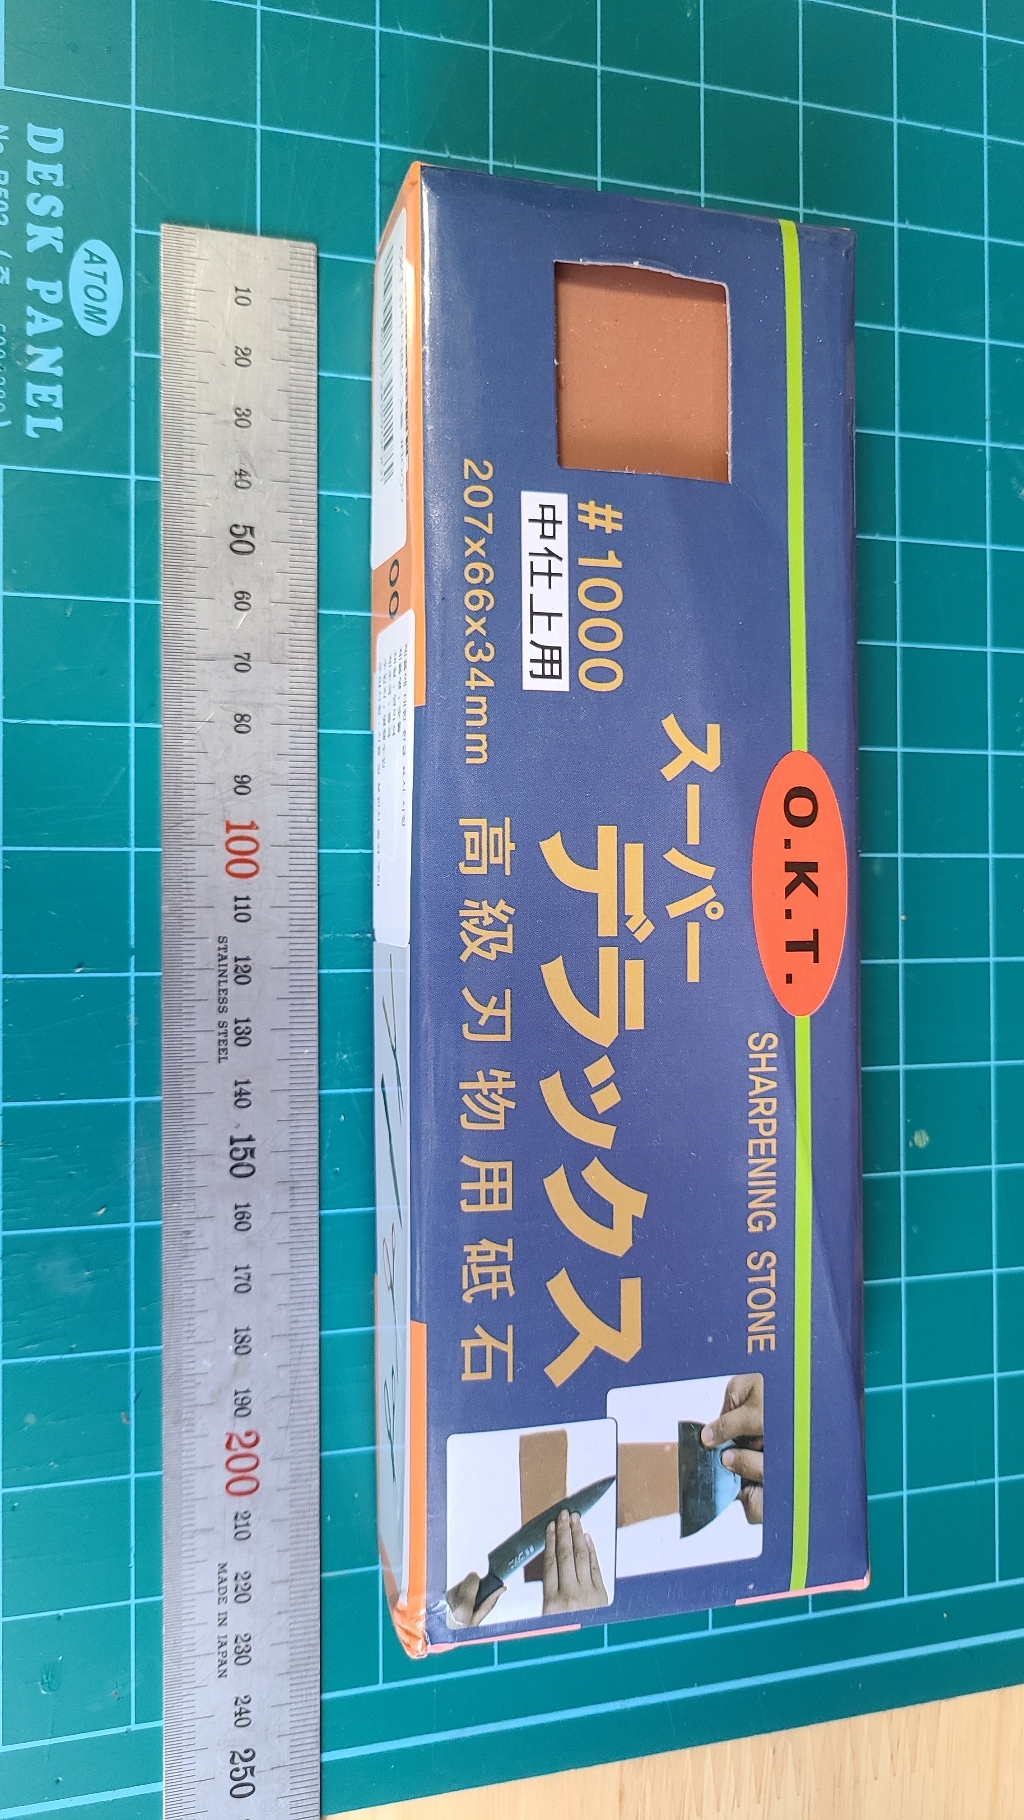 O.K.T.
SHARPENING STONE
スーパー
デラックス
#1000
中仕上用
207x66x34mm
高級刃物用砥石
00
DESK PANEL
ATOM
10 20 30 40 50 60 70 80 90 100 110 120 130 140 150 160 170 180 190 200 210 220 230 240 250
STAINLESS STEEL
MADE IN JAPAN